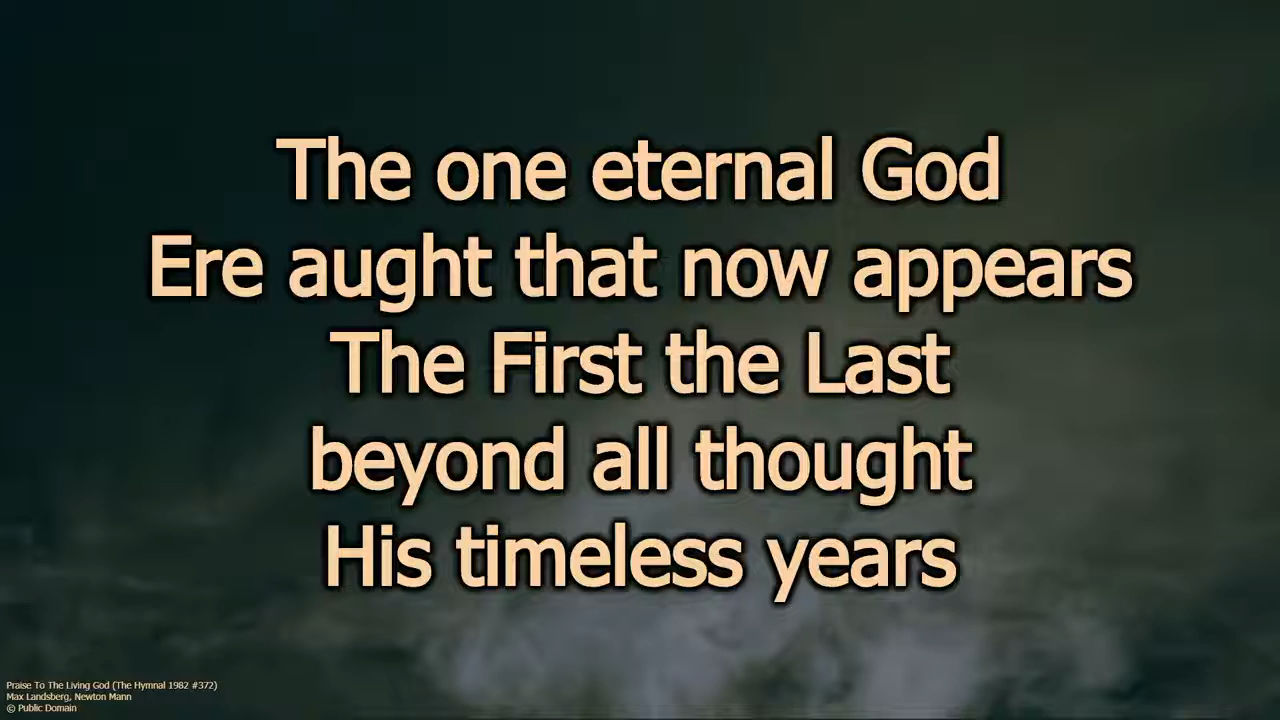 The one eternal God
Ere aught that now appears
The First the Last
beyond all thought
His timeless years
Praise To The Living God (The Hymnal 1982 #372)
Max Landsberg, Newton Mann
© Public Domain